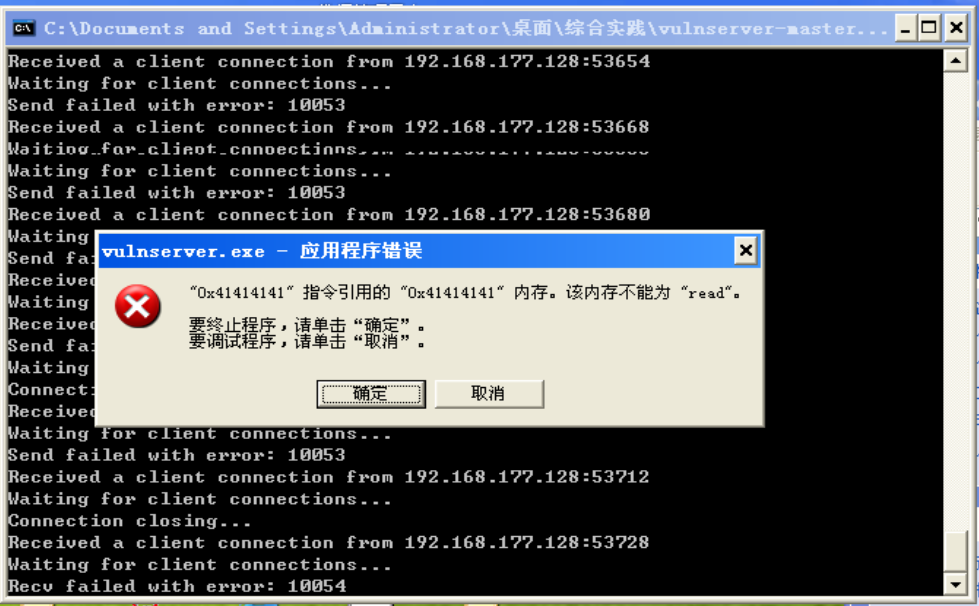 C:\Documents and Settings\Administrator\桌面\综合实践\vulnserver-master...
Received a client connection from 192.168.177.128:53654
Waiting for client connections...
Send failed with error: 10053
Received a client connection from 192.168.177.128:53668
Waiting for client connections...
Waiting for client connections...
Send failed with error: 10053
Received a client connection from 192.168.177.128:53680
Waiting
Send fa
Received
Waiting
Received
Send fa
Waiting
Connect
Received
vulnserver.exe - 应用程序错误
"0x41414141" 指令引用的 "0x41414141" 内存。该内存不能为 "read"。
要终止程序，请单击“确定”。
要调试程序，请单击“取消”。
确定 取消
Waiting for client connections...
Send failed with error: 10053
Received a client connection from 192.168.177.128:53712
Waiting for client connections...
Connection closing...
Received a client connection from 192.168.177.128:53728
Waiting for client connections...
Recv failed with error: 10054